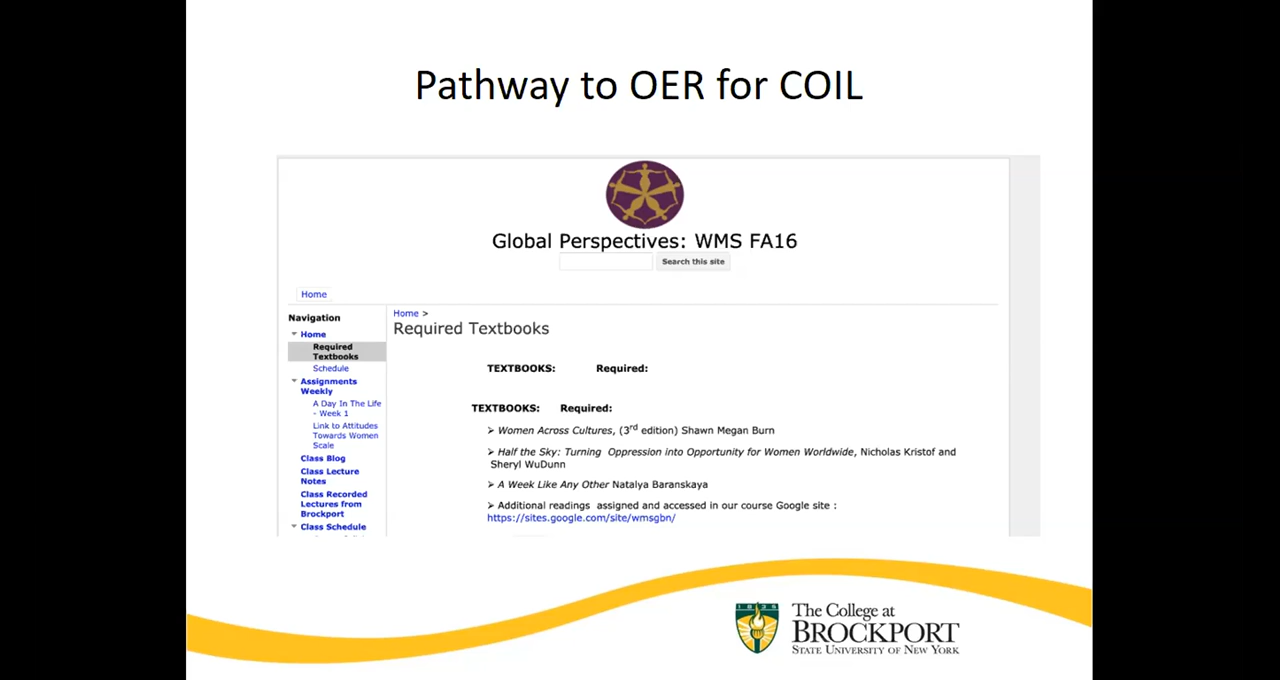 Pathway to OER for COIL
Global Perspectives: WMS FA16
Search this site
Home
Navigation
Home
Required
Textbooks
Schedule
Assignments
Weekly
A Day In The Life
- Week 1
Link to Attitudes
Towards Women
Scale
Class Blog
Class Lecture
Notes
Class Recorded
Lectures from
Brockport
Class Schedule
Home >
Required Textbooks
TEXTBOOKS: Required:
TEXTBOOKS: Required:
➢ Women Across Cultures, (3rd edition) Shawn Megan Burn
➢ Half the Sky: Turning Oppression into Opportunity for Women Worldwide, Nicholas Kristof and
Sheryl WuDunn
➢ A Week Like Any Other Natalya Baranskaya
➢ Additional readings assigned and accessed in our course Google site :
https://sites.google.com/site/wmsgbn/
1835
The College at
BROCKPORT
STATE UNIVERSITY OF NEW YORK